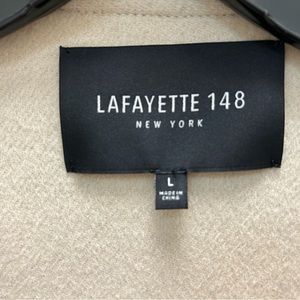 LAFAYETTE 148
NEW YORK
L
MADE IN
CHINA